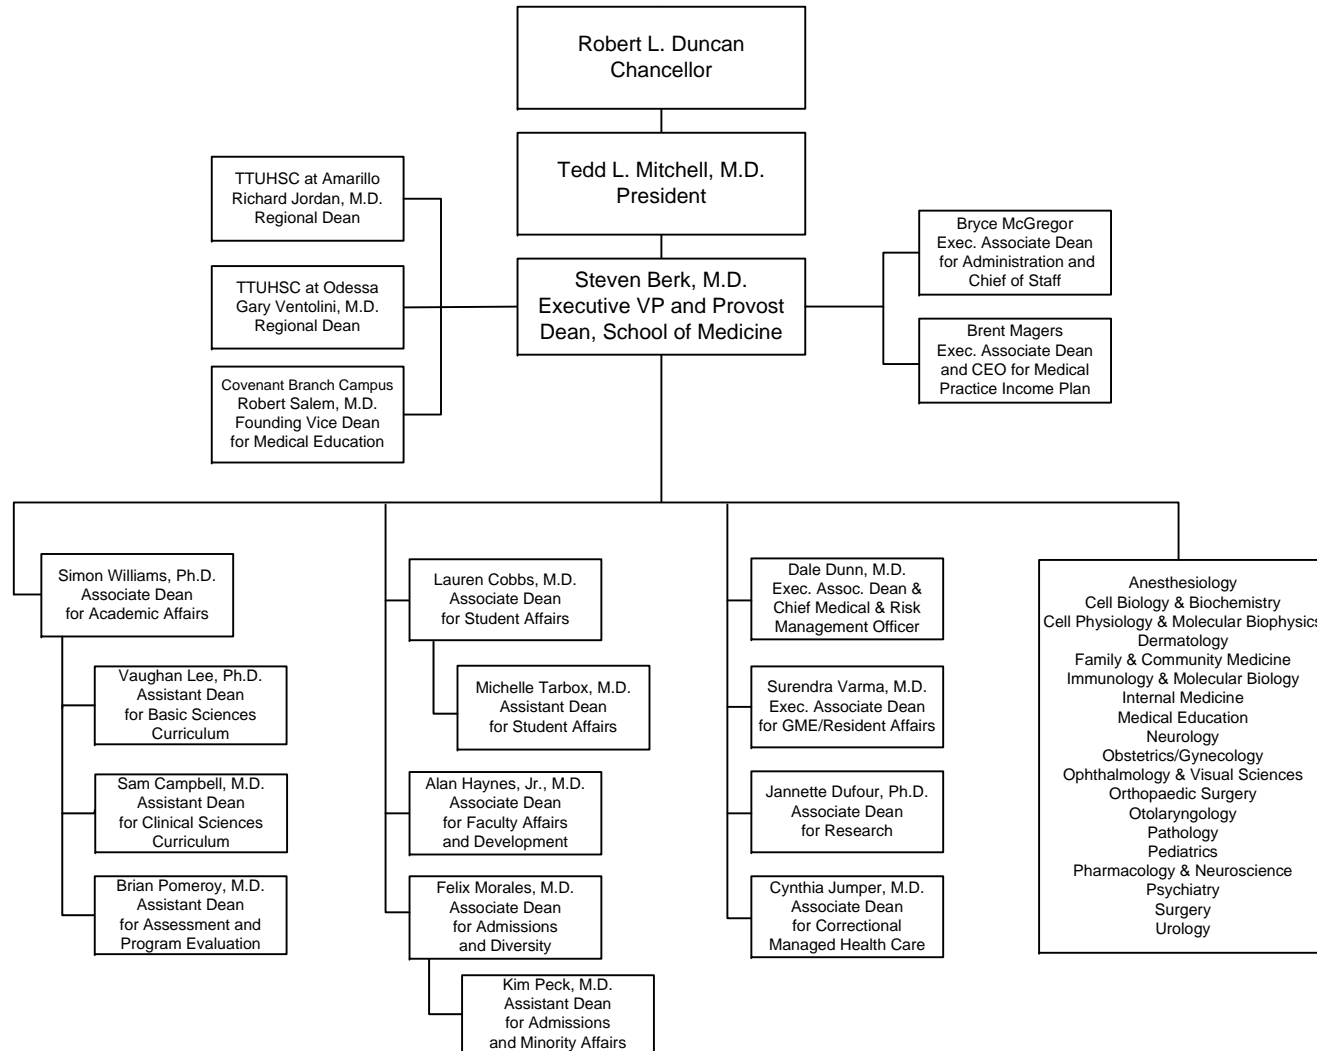 Robert L. Duncan
Chancellor
Tedd L. Mitchell, M.D.
President
TTUHSC at Amarillo
Richard Jordan, M.D.
Regional Dean
TTUHSC at Odessa
Gary Ventolini, M.D.
Regional Dean
Covenant Branch Campus
Robert Salem, M.D.
Founding Vice Dean
for Medical Education
Steven Berk, M.D.
Executive VP and Provost
Dean, School of Medicine
Bryce McGregor
Exec. Associate Dean
for Administration and
Chief of Staff
Brent Magers
Exec. Associate Dean
and CEO for Medical
Practice Income Plan
Simon Williams, Ph.D.
Associate Dean
for Academic Affairs
Vaughan Lee, Ph.D.
Assistant Dean
for Basic Sciences
Curriculum
Sam Campbell, M.D.
Assistant Dean
for Clinical Sciences
Curriculum
Brian Pomeroy, M.D.
Assistant Dean
for Assessment and
Program Evaluation
Lauren Cobbs, M.D.
Associate Dean
for Student Affairs
Michelle Tarbox, M.D.
Assistant Dean
for Student Affairs
Alan Haynes, Jr., M.D.
Associate Dean
for Faculty Affairs
and Development
Felix Morales, M.D.
Associate Dean
for Admissions
and Diversity
Kim Peck, M.D.
Assistant Dean
for Admissions
and Minority Affairs
Dale Dunn, M.D.
Exec. Assoc. Dean &
Chief Medical & Risk
Management Officer
Surendra Varma, M.D.
Exec. Associate Dean
for GME/Resident Affairs
Jannette Dufour, Ph.D.
Associate Dean
for Research
Cynthia Jumper, M.D.
Associate Dean
for Correctional
Managed Health Care
Anesthesiology
Cell Biology & Biochemistry
Cell Physiology & Molecular Biophysics
Dermatology
Family & Community Medicine
Immunology & Molecular Biology
Internal Medicine
Medical Education
Neurology
Obstetrics/Gynecology
Ophthalmology & Visual Sciences
Orthopaedic Surgery
Otolaryngology
Pathology
Pediatrics
Pharmacology & Neuroscience
Psychiatry
Surgery
Urology